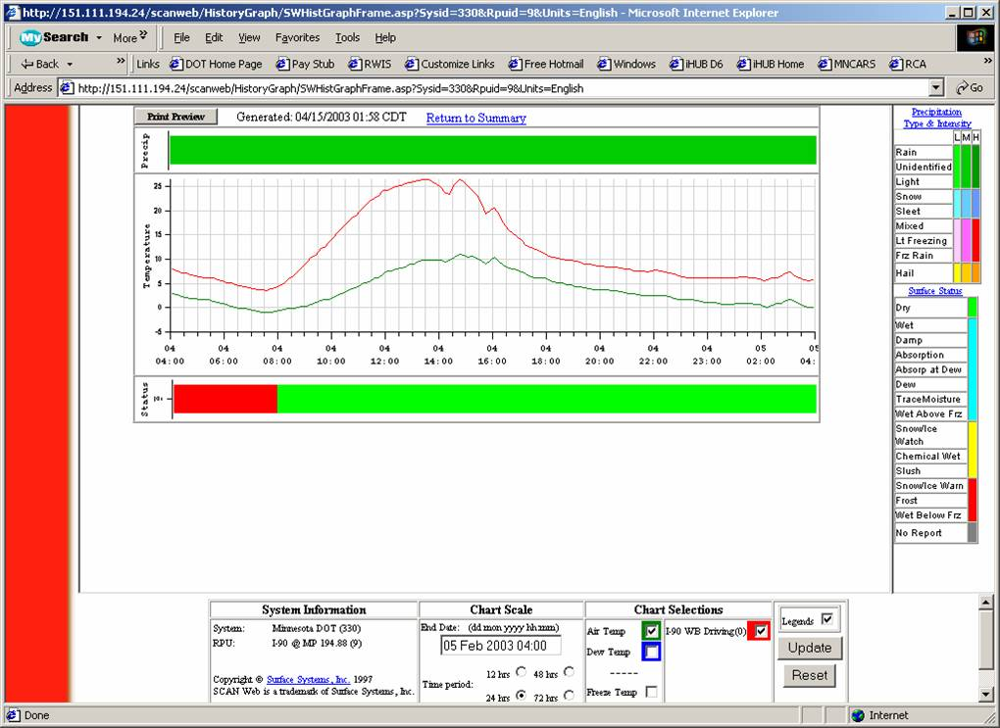 http://151.111.194.24/scanweb/HistoryGraph/SWHistGraphFrame.asp?Sysid=330&Rpuid=9&Units=English - Microsoft Internet Explorer
MySearch More File Edit View Favorites Tools Help
Back Links DOT Home Page Pay Stub RWIS Customize Links Free Hotmail Windows iHUB D6 iHUB Home MNCARS RCA
Address http://151.111.194.24/scanweb/HistoryGraph/SWHistGraphFrame.asp?Sysid=330&Rpuid=9&Units=English Go
Print Preview Generated: 04/15/2003 01:58 CDT Return to Summary
Precip
Temperature
25
20
15
10
5
0
-5
04 04 04 04 04 04 04 04 04 04 04 05 05
04:00 06:00 08:00 10:00 12:00 14:00 16:00 18:00 20:00 22:00 23:00 02:00 04:
Status
Precipitation
Type & Intensity
L M H
Rain
Unidentified
Light
Snow
Sleet
Mixed
Lt Freezing
Frz Rain
Hail
Surface Status
Dry
Wet
Damp
Absorption
Absorp at Dew
Dew
TraceMoisture
Wet Above Frz
Snow/Ice
Watch
Chemical Wet
Slush
Snow/Ice Warn
Frost
Wet Below Frz
No Report
System Information
System: Minnesota DOT (330)
RPU: I-90 @ MP 194.88 (9)
Copyright © Surface Systems, Inc. 1997
SCAN Web is a trademark of Surface Systems, Inc.
Chart Scale
End Date: (dd mon yyyy hh:mm)
05 Feb 2003 04:00
Time period:
12 hrs 48 hrs
24 hrs 72 hrs
Chart Selections
Air Temp I-90 WB Driving(0)
Dew Temp
-----
Freeze Temp
Legends
Update
Reset
Done Internet